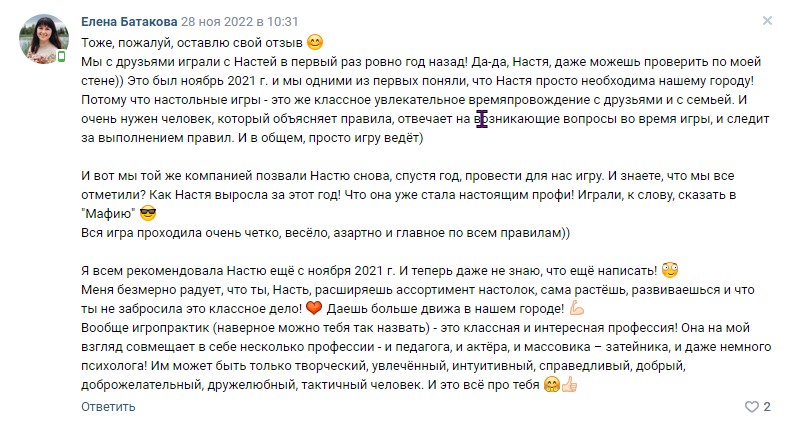 Елена Батакова 28 ноя 2022 в 10:31
Тоже, пожалуй, оставлю свой отзыв 😊
Мы с друзьями играли с Настей в первый раз ровно год назад! Да-да, Настя, даже можешь проверить по моей
стене)) Это был ноябрь 2021 г. и мы одними из первых поняли, что Настя просто необходима нашему городу!
Потому что настольные игры - это же классное увлекательное времяпровождение с друзьями и с семьей. И
очень нужен человек, который объясняет правила, отвечает на возникающие вопросы во время игры, и следит
за выполнением правил. И в общем, просто игру ведёт)
И вот мы той же компанией позвали Настю снова, спустя год, провести для нас игру. И знаете, что мы все
отметили? Как Настя выросла за этот год! Что она уже стала настоящим профи! Играли, к слову, сказать в
"Мафию" 😎
Вся игра проходила очень четко, весёло, азартно и главное по всем правилам))
Я всем рекомендовала Настю ещё с ноября 2021 г. И теперь даже не знаю, что ещё написать! 😳
Меня безмерно радует, что ты, Насть, расширяешь ассортимент настолок, сама растёшь, развиваешься и что
ты не забросила это классное дело! ❤ Даешь больше движа в нашем городе! 💪🏻
Вообще игропрактик (наверное можно тебя так назвать) - это классная и интересная профессия! Она на мой
взгляд совмещает в себе несколько профессии - и педагога, и актёра, и массовика – затейника, и даже немного
психолога! Им может быть только творческий, увлечённый, интуитивный, справедливый, добрый,
доброжелательный, дружелюбный, тактичный человек. И это всё про тебя 🤗👍🏻
Ответить 2